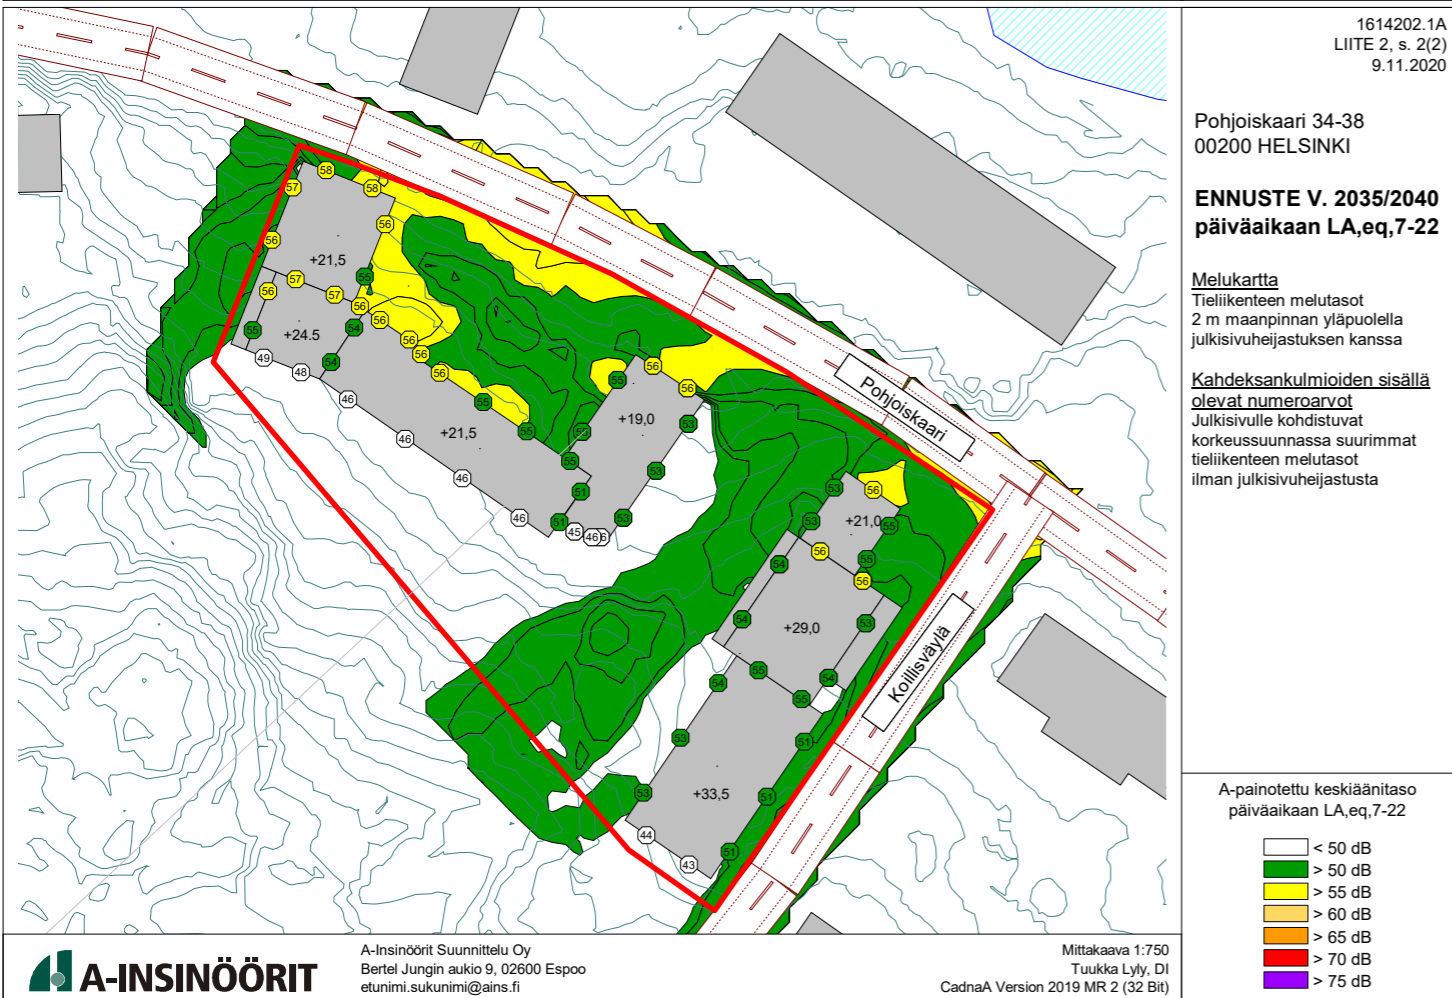 1614202.1A
LIITE 2, s. 2(2)
9.11.2020
Pohjoiskaari 34-38
00200 HELSINKI
ENNUSTE V. 2035/2040
päiväaikaan LA,eq,7-22
Melukartta
Tieliikenteen melutasot
2 m maanpinnan yläpuolella
julkisivuheijastuksen kanssa
Kahdeksankulmioiden sisällä
olevat numeroarvot
Julkisivulle kohdistuvat
korkeussuunnassa suurimmat
tieliikenteen melutasot
ilman julkisivuheijastusta
A-painotettu keskiäänitaso
päiväaikaan LA,eq,7-22
< 50 dB
> 50 dB
> 55 dB
> 60 dB
> 65 dB
> 70 dB
> 75 dB
58
57
58
56
56
+21,5
55
57
56
57
56
55
+24.5
54
56
56
56
49
48
54
56
46
55
46
+21,5
55
46
46
55
56
55
56
+19,0
55
53
53
51
51
45
46
6
53
Pohjoiskaari
53
56
53
+21,0
55
56
55
54
56
54
+29,0
53
55
54
54
55
53
51
53
+33,5
51
44
43
51
Koillisväylä
A-INSINÖÖRIT
A-Insinöörit Suunnittelu Oy
Bertel Jungin aukio 9, 02600 Espoo
etunimi.sukunimi@ains.fi
Mittakaava 1:750
Tuukka Lyly, DI
CadnaA Version 2019 MR 2 (32 Bit)